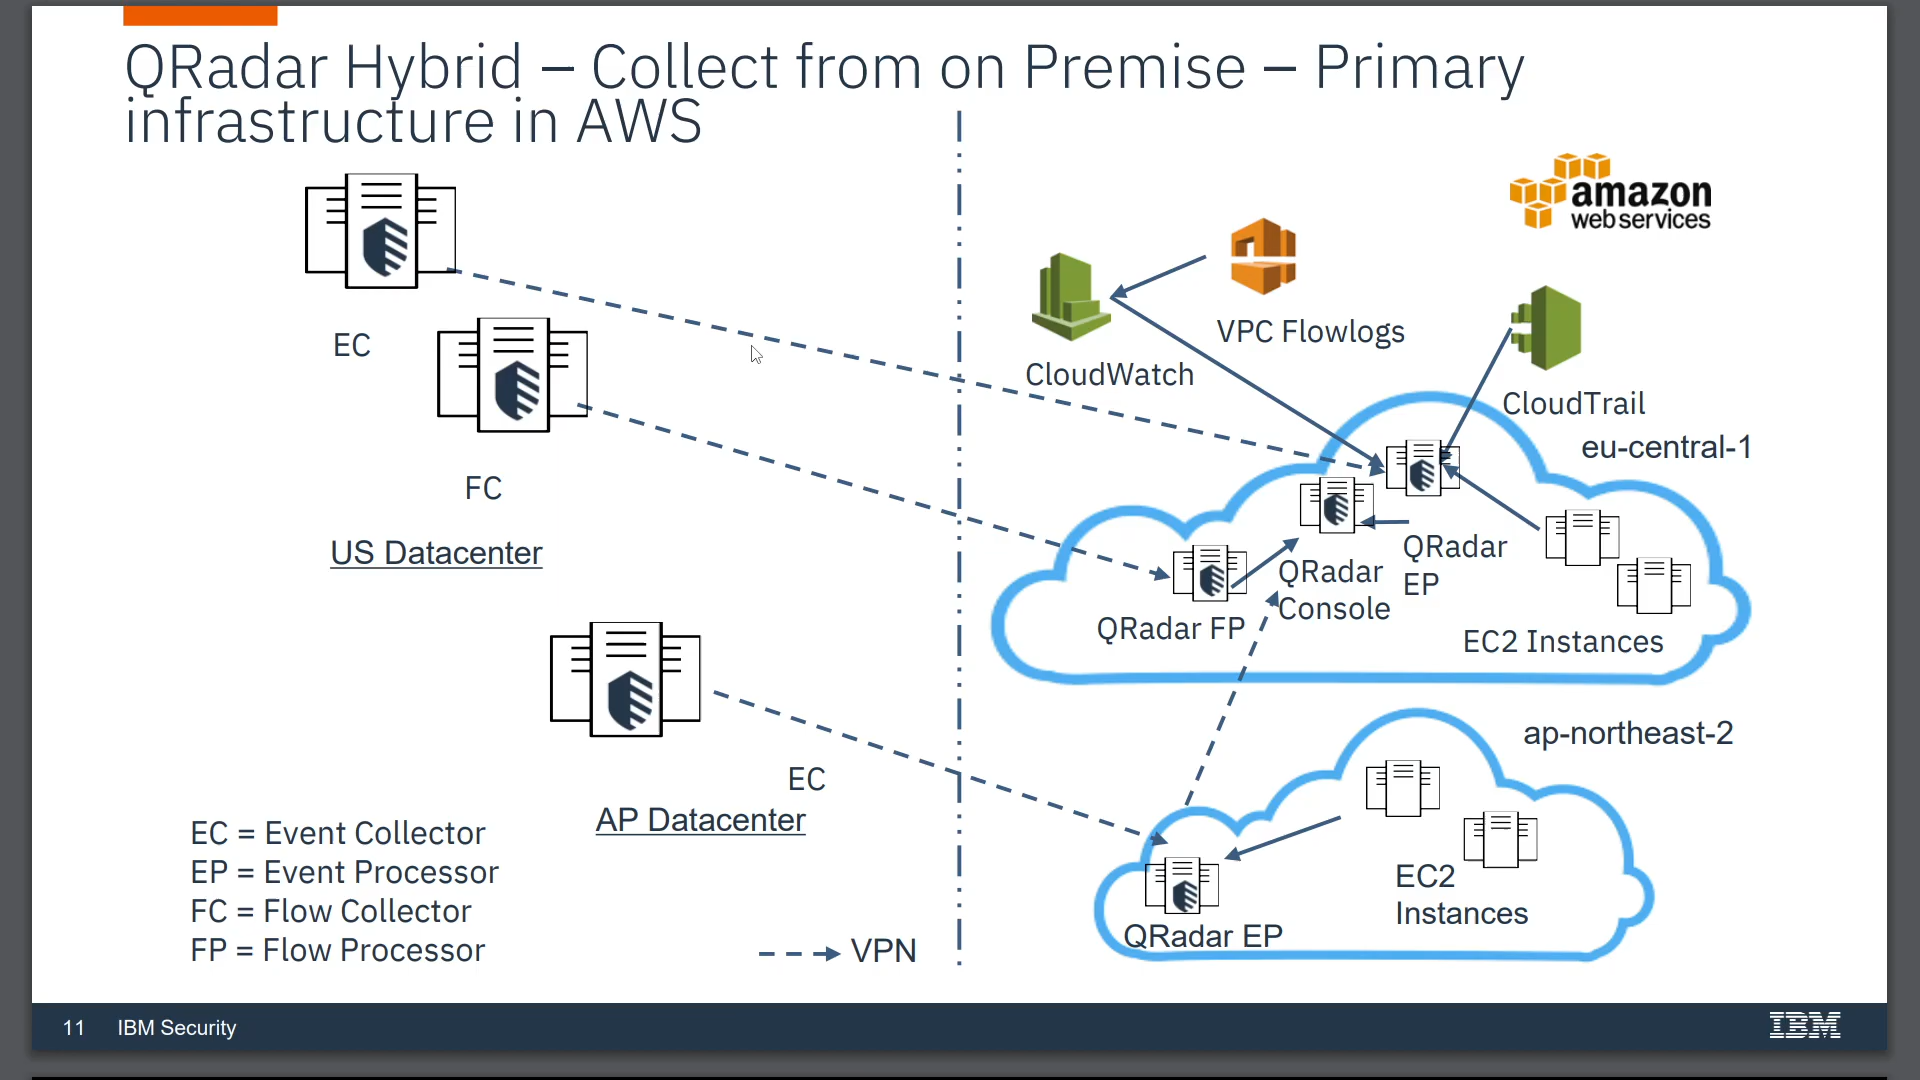 QRadar Hybrid – Collect from on Premise – Primary
infrastructure in AWS
amazon
web services
EC
FC
US Datacenter
CloudWatch
VPC Flowlogs
CloudTrail
eu-central-1
QRadar FP
QRadar
Console
QRadar
EP
EC2 Instances
EC
AP Datacenter
ap-northeast-2
EC2
Instances
QRadar EP
EC = Event Collector
EP = Event Processor
FC = Flow Collector
FP = Flow Processor
VPN
11 IBM Security
IBM